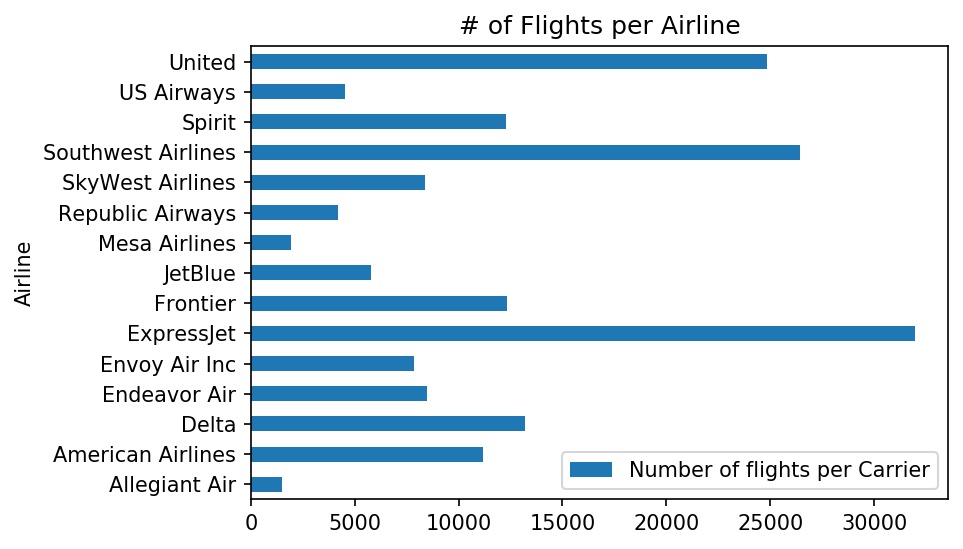 # of Flights per Airline
United
US Airways
Spirit
Southwest Airlines
SkyWest Airlines
Republic Airways
Mesa Airlines
JetBlue
Frontier
ExpressJet
Envoy Air Inc
Endeavor Air
Delta
American Airlines
Allegiant Air
Airline
Number of flights per Carrier
0 5000 10000 15000 20000 25000 30000